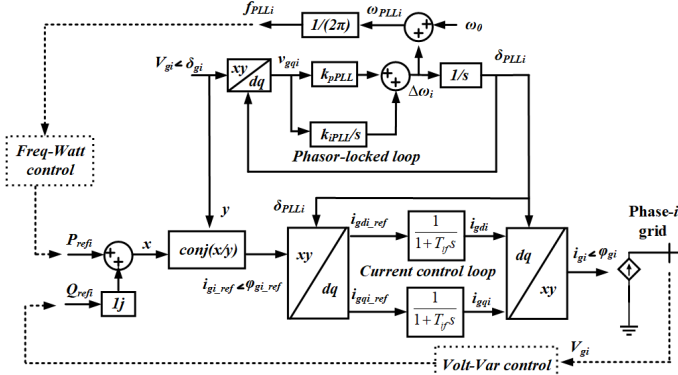 f_PLLi
1/(2π)
ω_PLLi
ω_0
V_gi∠δ_gi
xy
dq
v_gqi
k_pPLL
Δω_i
1/s
δ_PLLi
k_iPLL/s
Phasor-locked loop
Freq-Watt
control
y
δ_PLLi
Phase-i
grid
P_refi
x
conj(x/y)
xy
dq
i_gdi_ref
1
1+T_if s
i_gdi
dq
xy
i_gi∠φ_gi
Current control loop
i_gi_ref∠φ_gi_ref
Q_refi
1j
i_gqi_ref
1
1+T_if s
i_gqi
Volt-Var control
V_gi